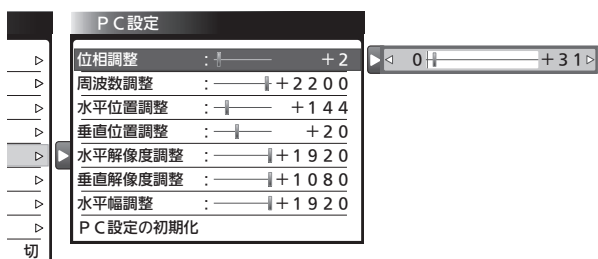 PC設定
位相調整 : +2
0 +31
周波数調整 : +2200
水平位置調整 : +144
垂直位置調整 : +20
水平解像度調整 : +1920
垂直解像度調整 : +1080
水平幅調整 : +1920
PC設定の初期化
切